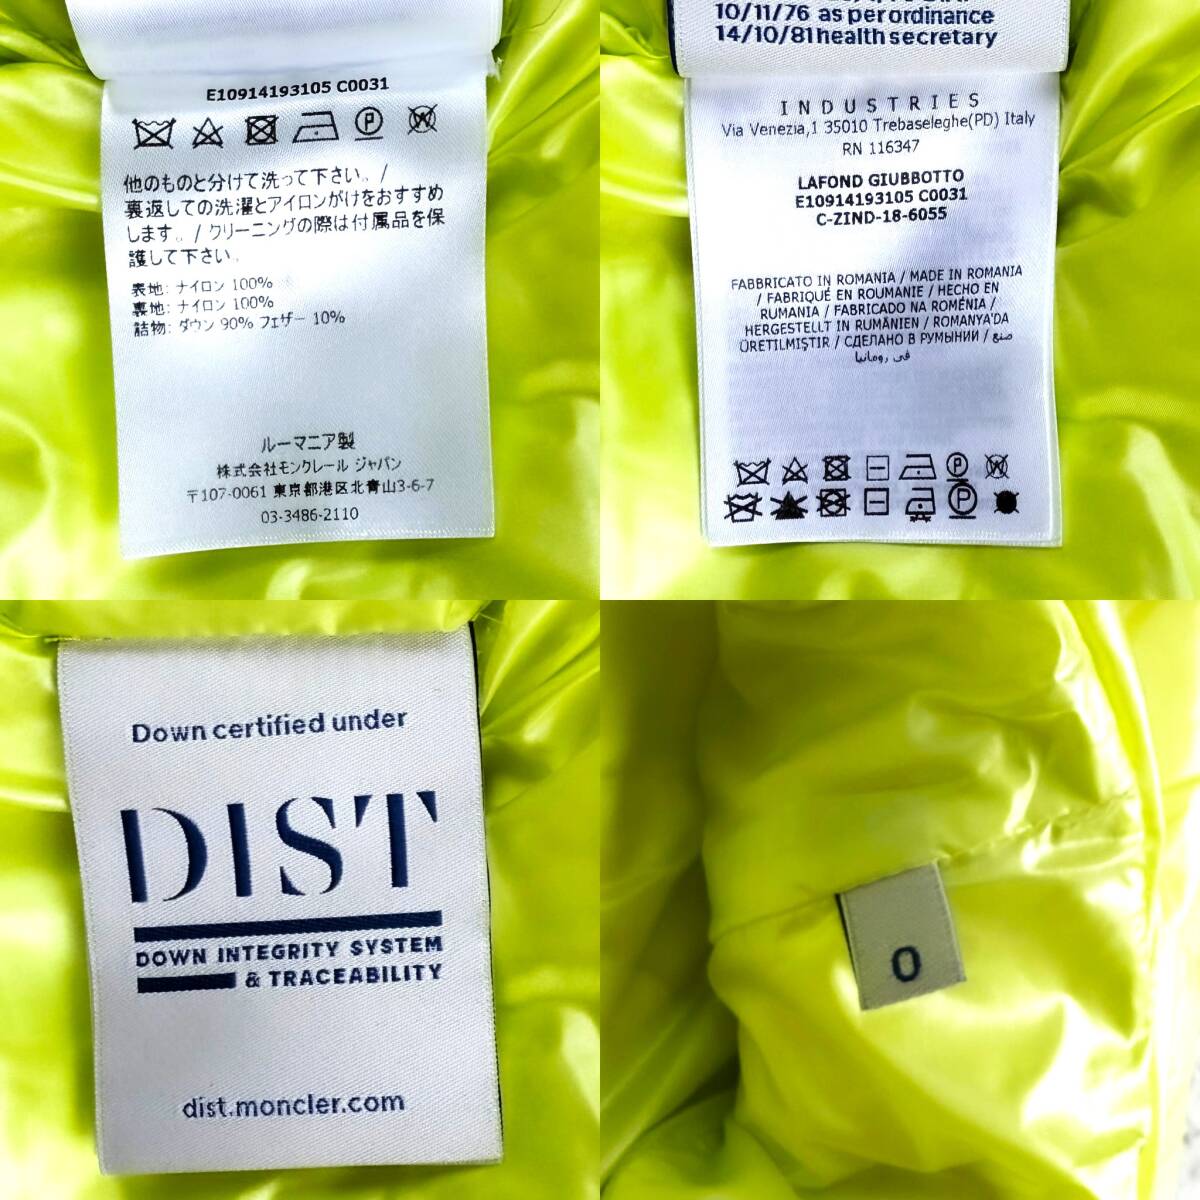 E10914193105 C0031
他のものと分けて洗って下さい。/
裏返しての洗濯とアイロンがけをおすすめ
します。/ クリーニングの際は付属品を保
護して下さい。
表地: ナイロン 100%
裏地: ナイロン 100%
詰物: ダウン 90% フェザー 10%
ルーマニア製
株式会社モンクレール ジャパン
〒107-0061 東京都港区北青山3-6-7
03-3486-2110
10/11/76 as per ordinance
14/10/81 health secretary
INDUSTRIES
Via Venezia,1 35010 Trebaseleghe(PD) Italy
RN 116347
LAFOND GIUBBOTTO
E10914193105 C0031
C-ZIND-18-6055
FABBRICATO IN ROMANIA / MADE IN ROMANIA
/ FABRIQUÉ EN ROUMANIE / HECHO EN
RUMANIA / FABRICADO NA ROMÉNIA /
HERGESTELLT IN RUMÄNIEN / ROMANYA'DA
ÜRETILMIŞTIR / СДЕЛАНО В РУМЫНИИ / صنع
في رومانيا
Down certified under
DIST
DOWN INTEGRITY SYSTEM
& TRACEABILITY
dist.moncler.com
0